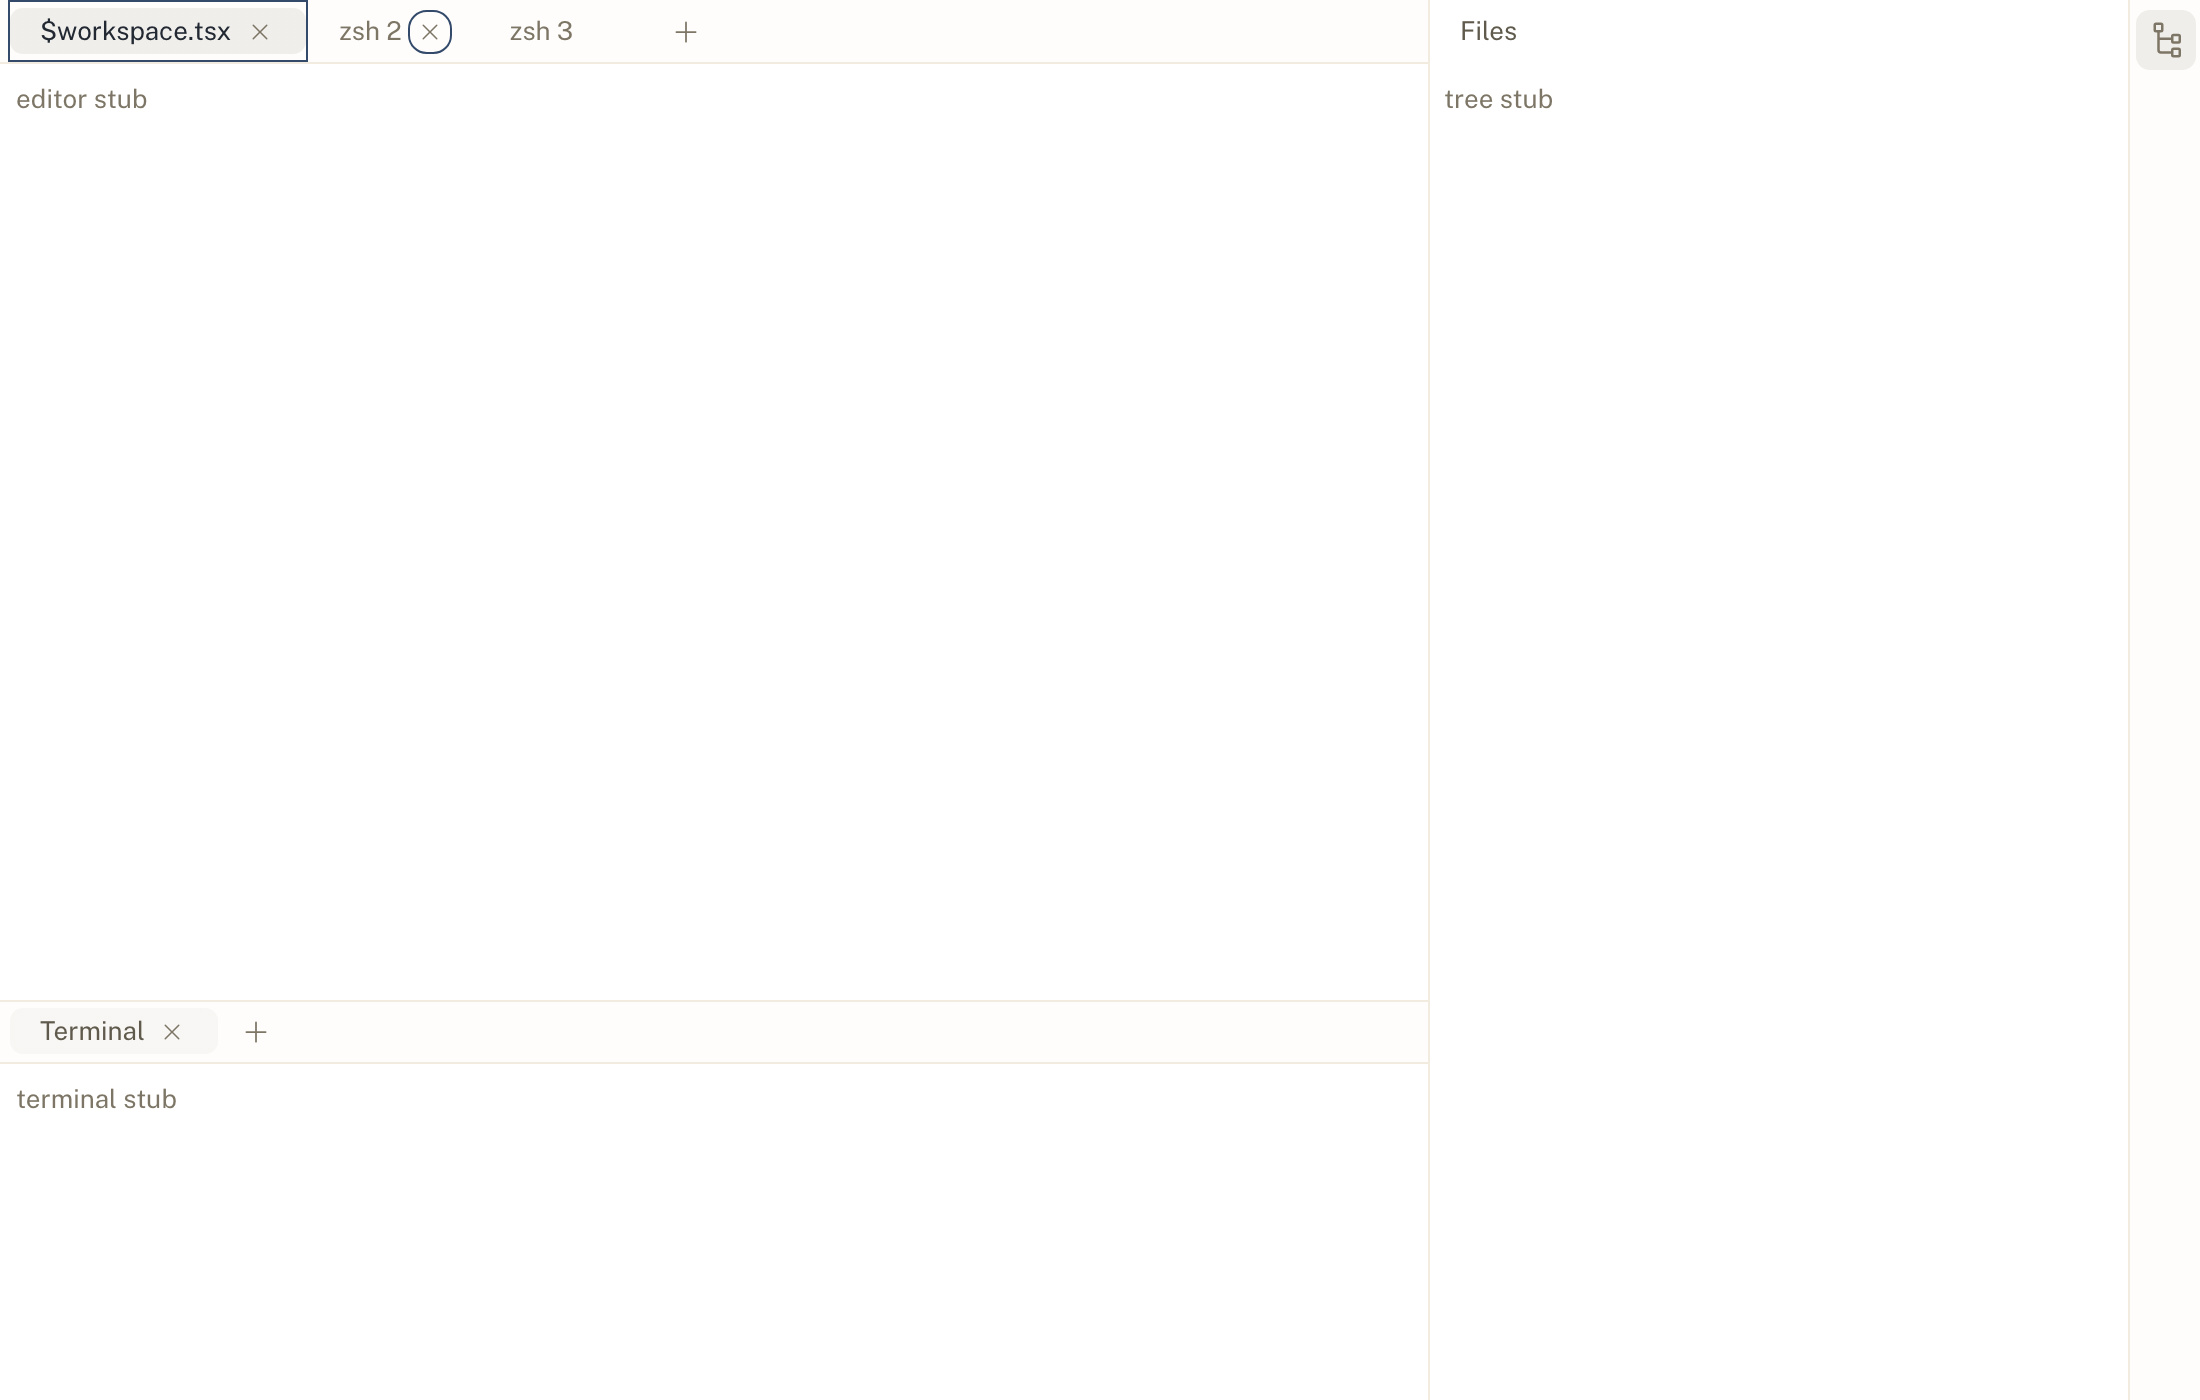 $workspace.tsx zsh 2 zsh 3
editor stub
Terminal
terminal stub
Files
tree stub